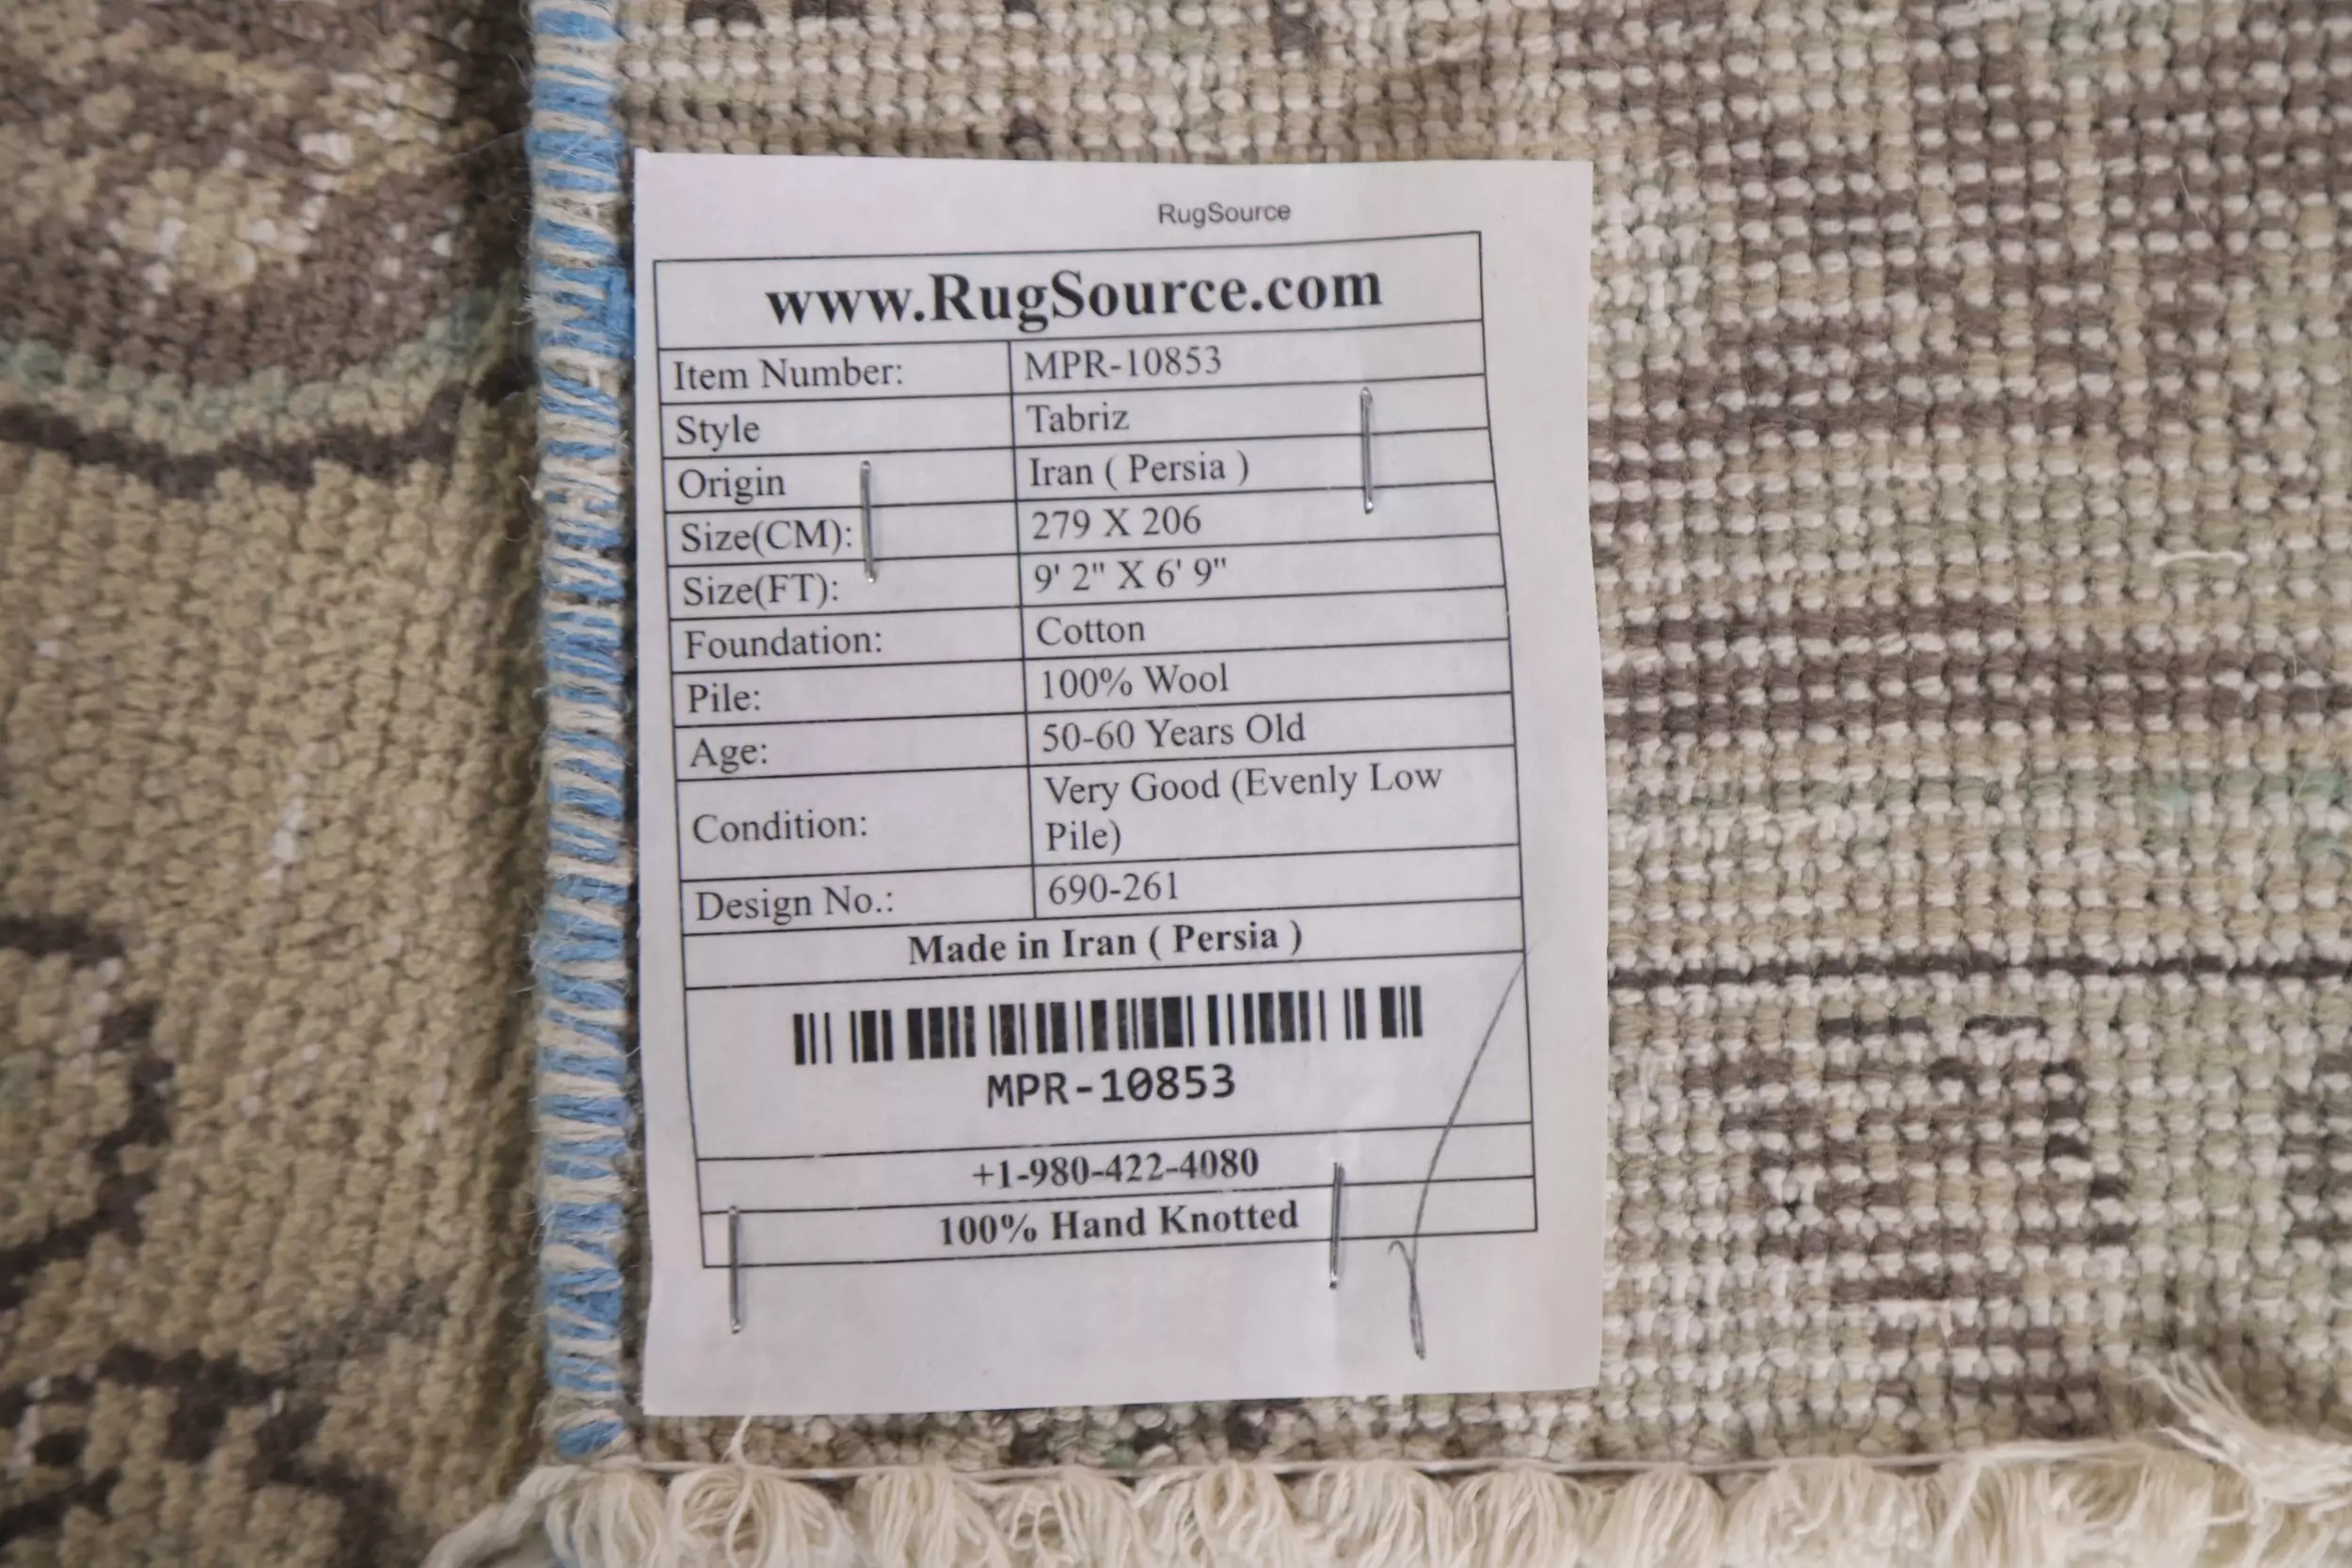 RugSource
www.RugSource.com
Item Number: MPR-10853
Style Tabriz
Origin Iran ( Persia )
Size(CM): 279 X 206
Size(FT): 9' 2" X 6' 9"
Foundation: Cotton
Pile: 100% Wool
Age: 50-60 Years Old
Condition: Very Good (Evenly Low
Pile)
Design No.: 690-261
Made in Iran ( Persia )
MPR-10853
+1-980-422-4080
100% Hand Knotted